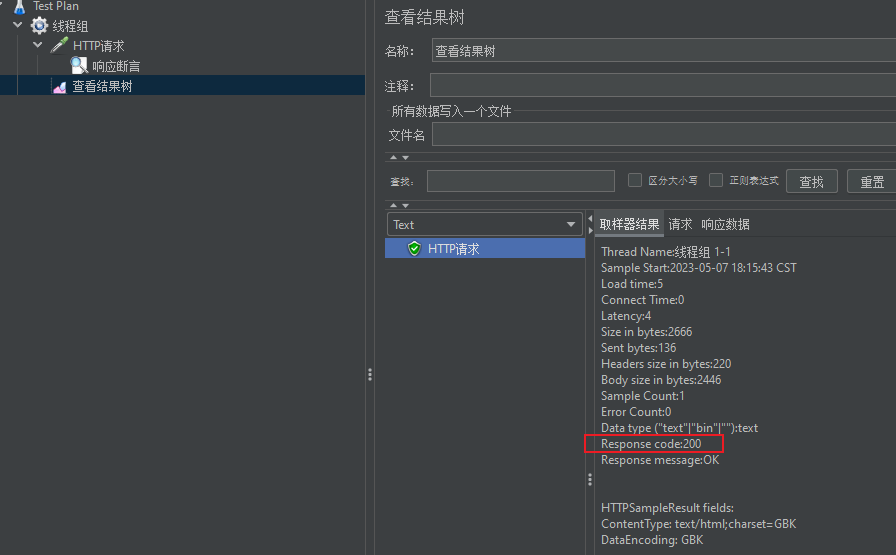 Test Plan
线程组
HTTP请求
响应断言
查看结果树
查看结果树
名称：
查看结果树
注释：
所有数据写入一个文件
文件名
查找:
区分大小写
正则表达式
查找
重置
Text
HTTP请求
取样器结果
请求
响应数据
Thread Name:线程组 1-1
Sample Start:2023-05-07 18:15:43 CST
Load time:5
Connect Time:0
Latency:4
Size in bytes:2666
Sent bytes:136
Headers size in bytes:220
Body size in bytes:2446
Sample Count:1
Error Count:0
Data type ("text"|"bin"|""):text
Response code:200
Response message:OK
HTTPSampleResult fields:
ContentType: text/html;charset=GBK
DataEncoding: GBK